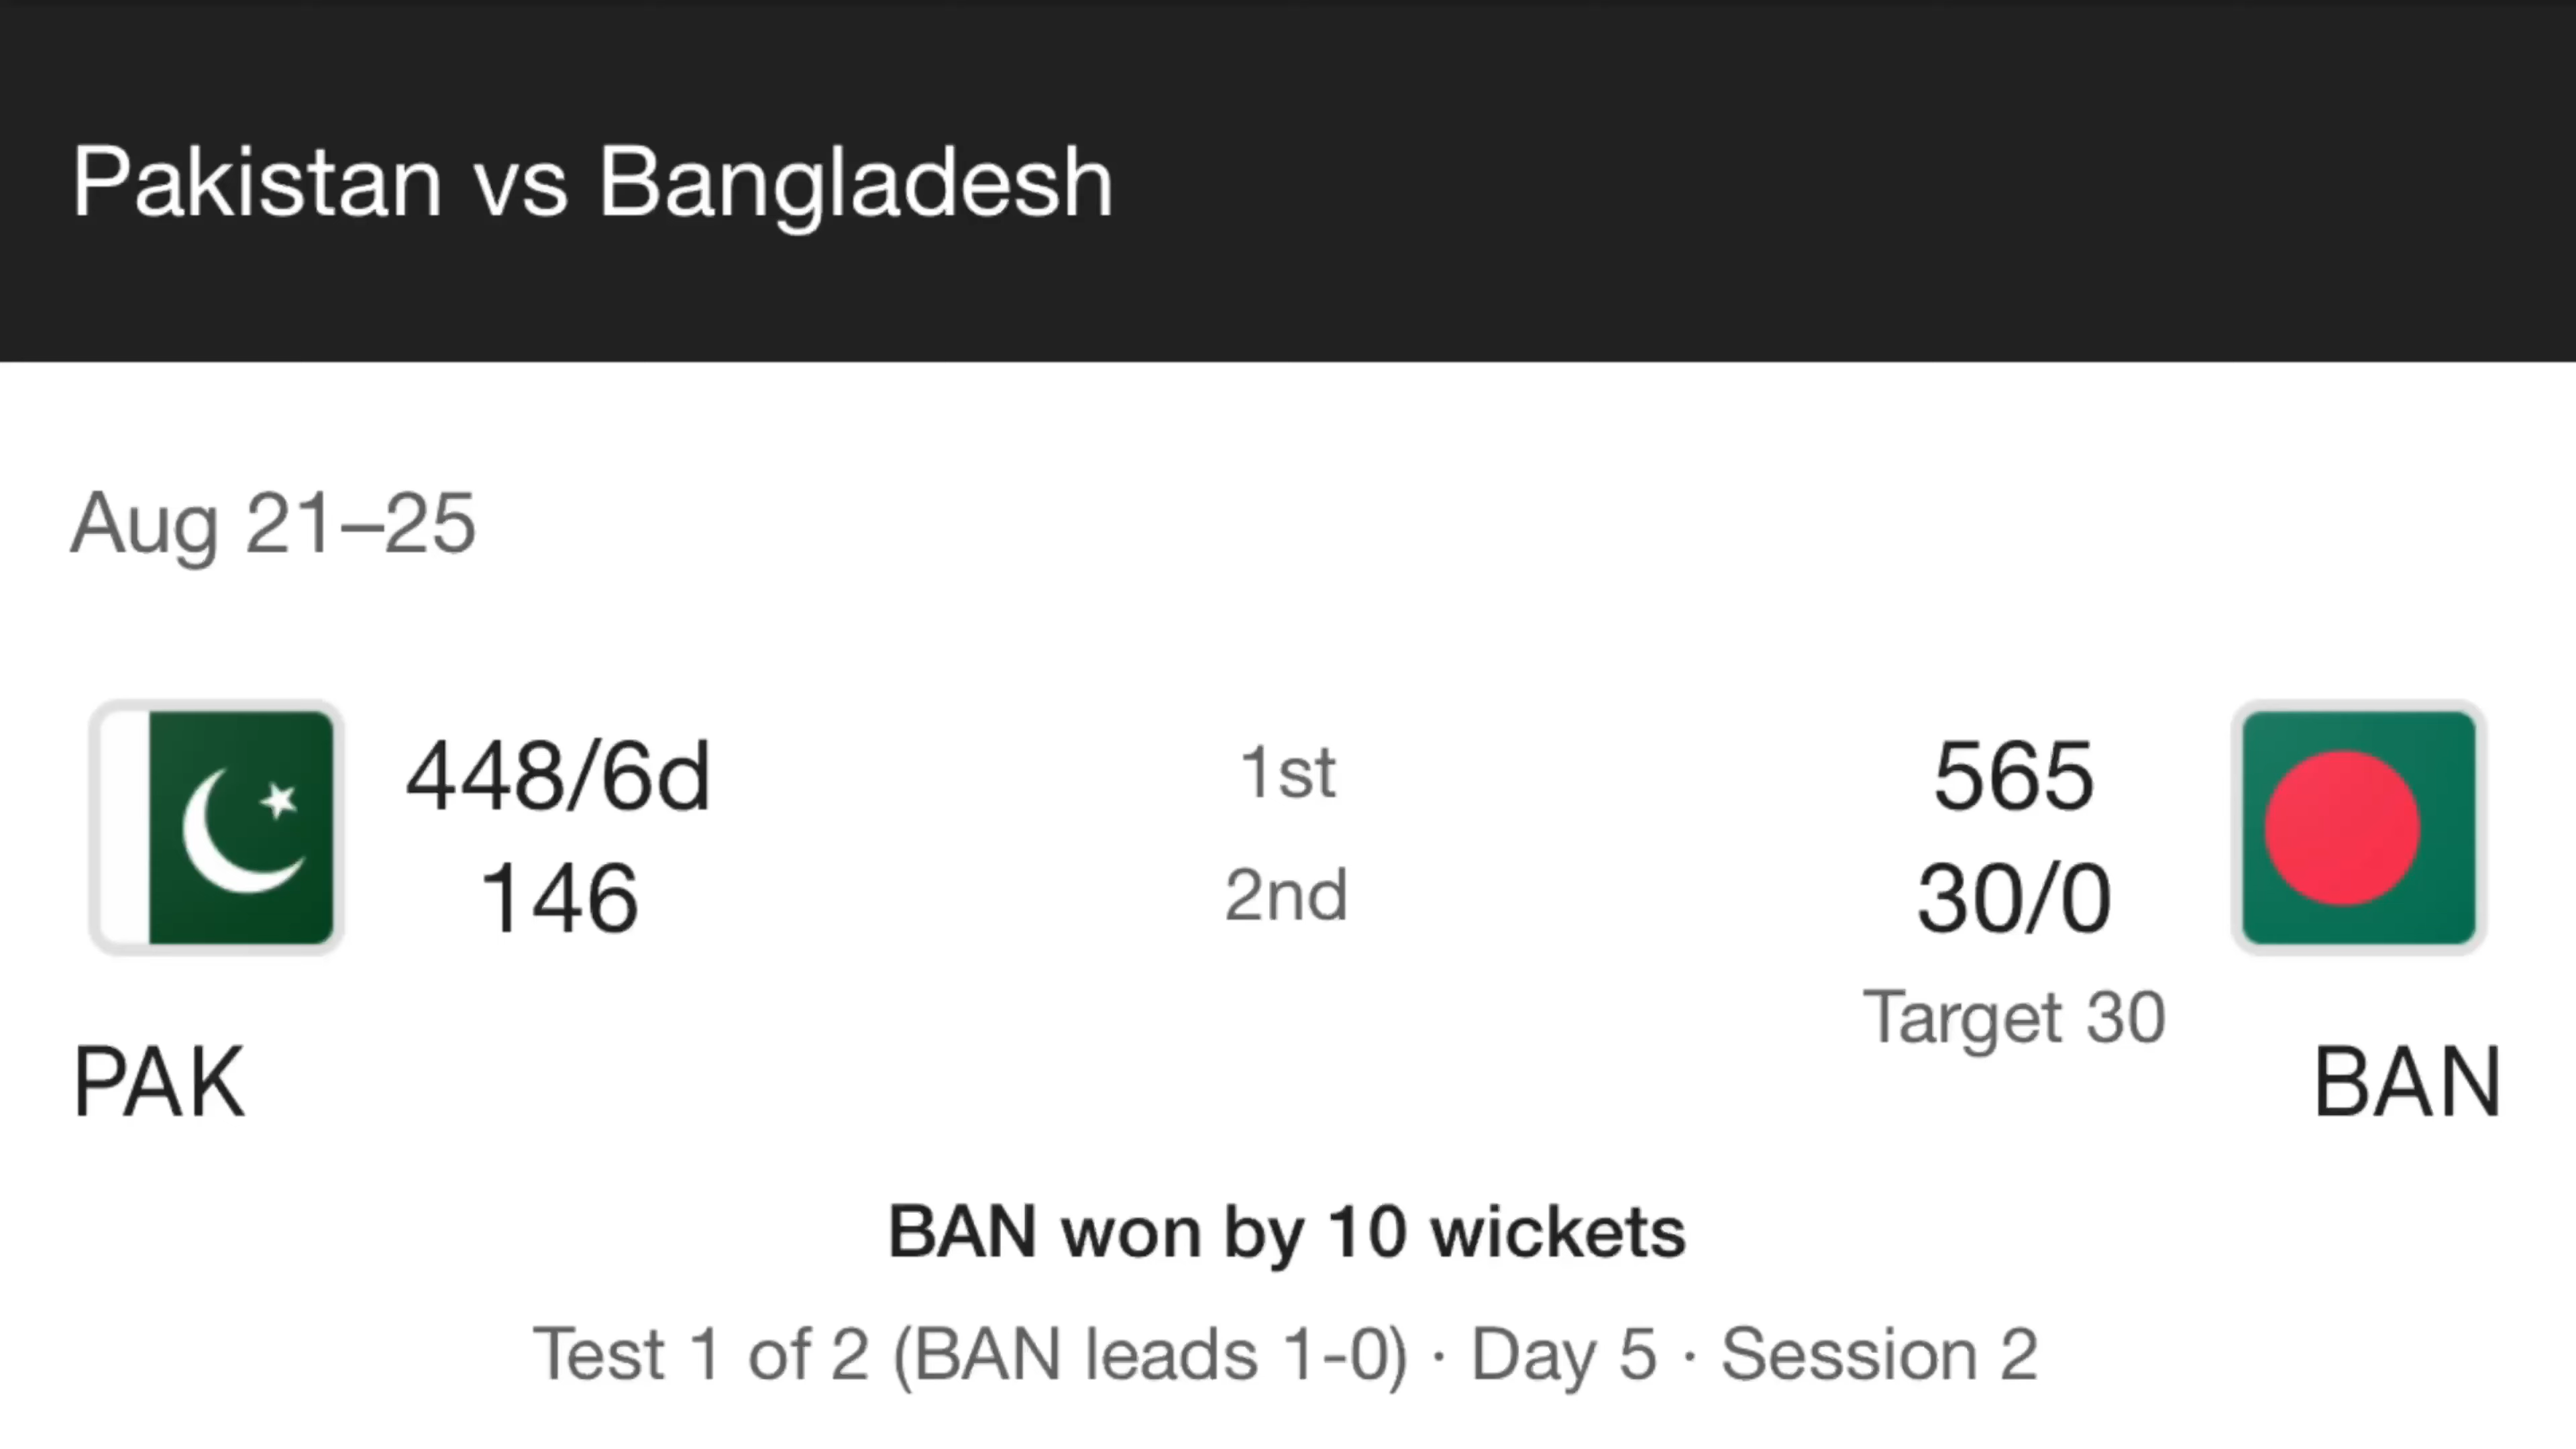 Pakistan vs Bangladesh
Aug 21–25
448/6d 1st 565
146 2nd 30/0
Target 30
PAK BAN
BAN won by 10 wickets
Test 1 of 2 (BAN leads 1-0) · Day 5 · Session 2